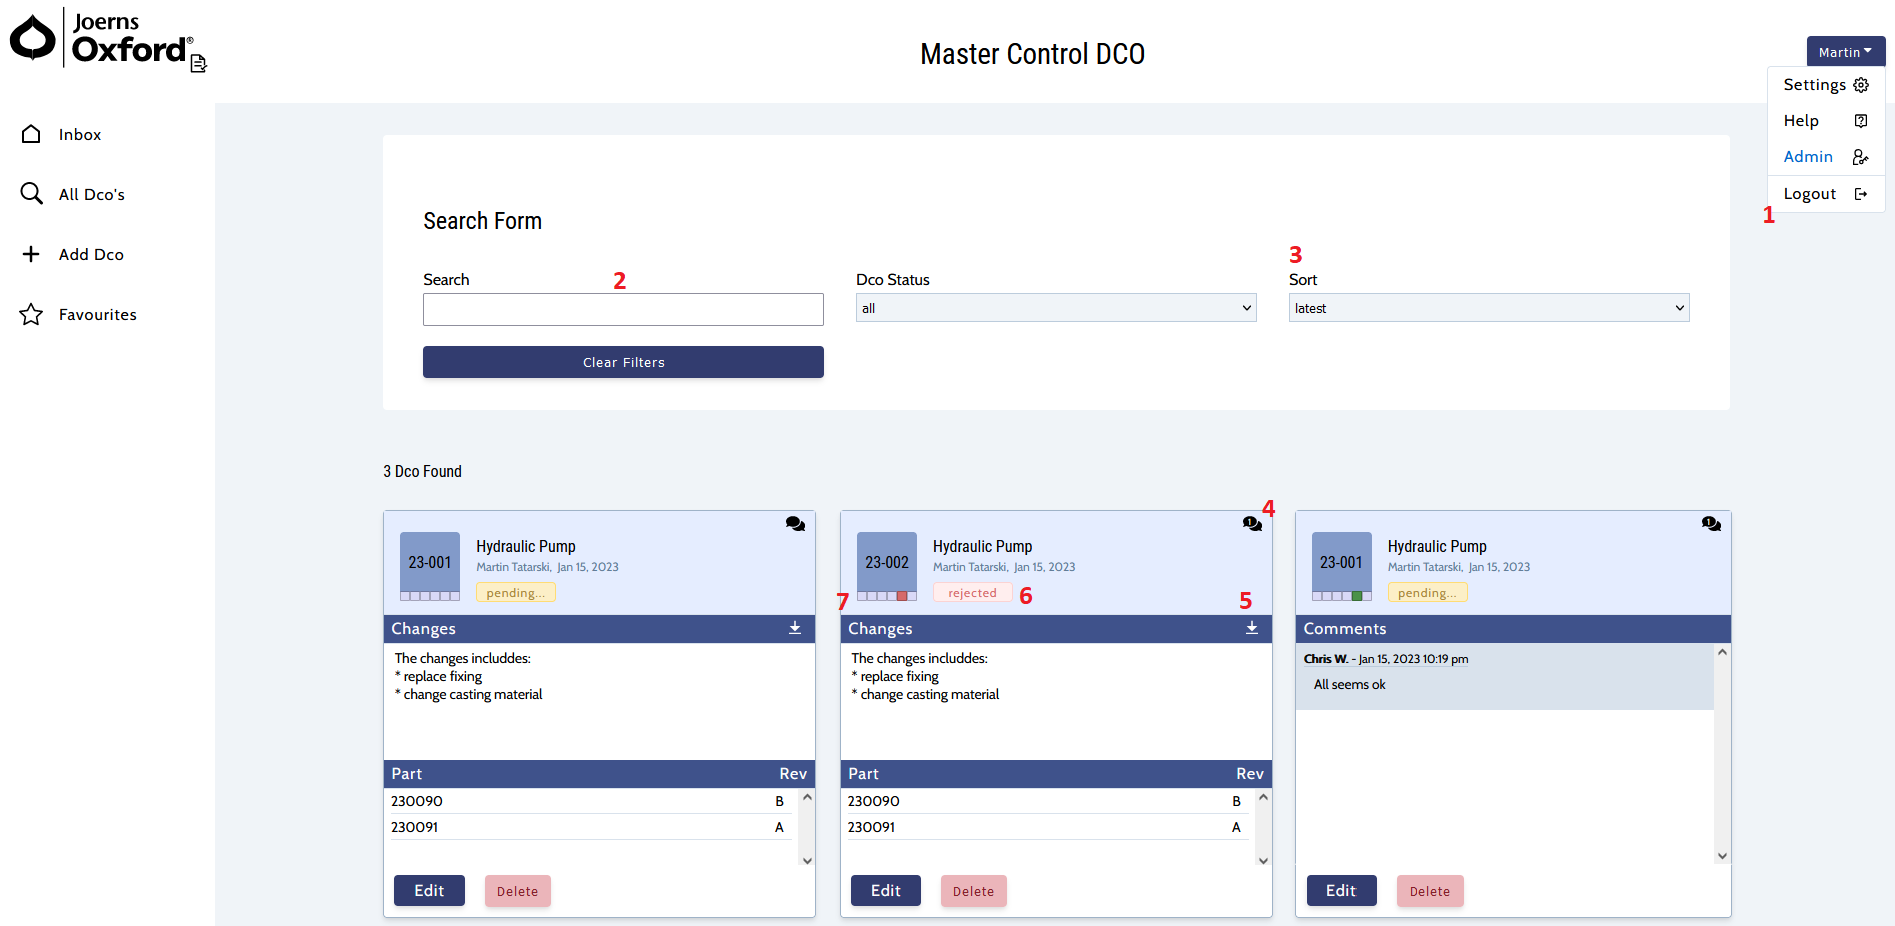 Joerns
Oxford®
Master Control DCO
Martin
Settings
Help
Admin
Logout
1
Inbox
All Dco's
Add Dco
Favourites
Search Form
Search
2
Dco Status
all
3
Sort
latest
Clear Filters
3 Dco Found
23-001
Hydraulic Pump
Martin Tatarski, Jan 15, 2023
pending...
Changes
The changes includdes:
* replace fixing
* change casting material
Part Rev
230090 B
230091 A
Edit Delete
1
4
23-002
Hydraulic Pump
Martin Tatarski, Jan 15, 2023
rejected
6
7
5
Changes
The changes includdes:
* replace fixing
* change casting material
Part Rev
230090 B
230091 A
Edit Delete
1
23-001
Hydraulic Pump
Martin Tatarski, Jan 15, 2023
pending...
Comments
Chris W. - Jan 15, 2023 10:19 pm
All seems ok
Edit Delete